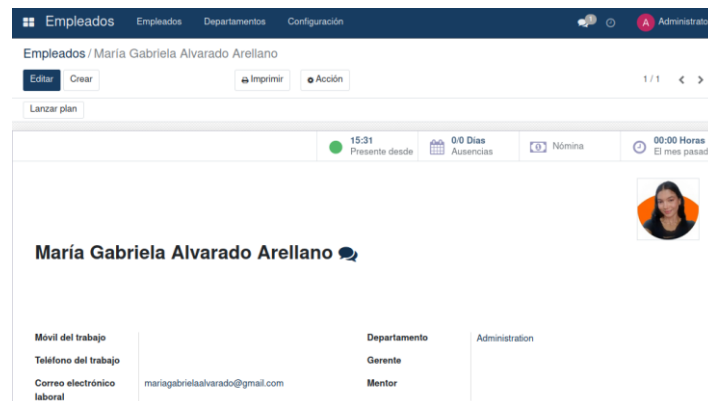 Empleados Empleados Departamentos Configuración 1 A Administrato
Empleados / María Gabriela Alvarado Arellano
Editar Crear Imprimir Acción 1 / 1
Lanzar plan
15:31 0/0 Días Nómina 00:00 Horas
Presente desde Ausencias El mes pasad
María Gabriela Alvarado Arellano
Móvil del trabajo Departamento Administration
Teléfono del trabajo Gerente
Correo electrónico mariagabrielaalvarado@gmail.com Mentor
laboral